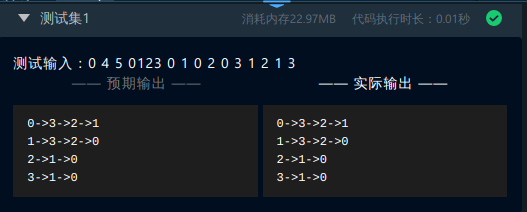 测试集1 消耗内存22.97MB 代码执行时长：0.01秒
测试输入：0 4 5 0123 0 1 0 2 0 3 1 2 1 3
—— 预期输出 —— —— 实际输出 ——
0->3->2->1 0->3->2->1
1->3->2->0 1->3->2->0
2->1->0 2->1->0
3->1->0 3->1->0